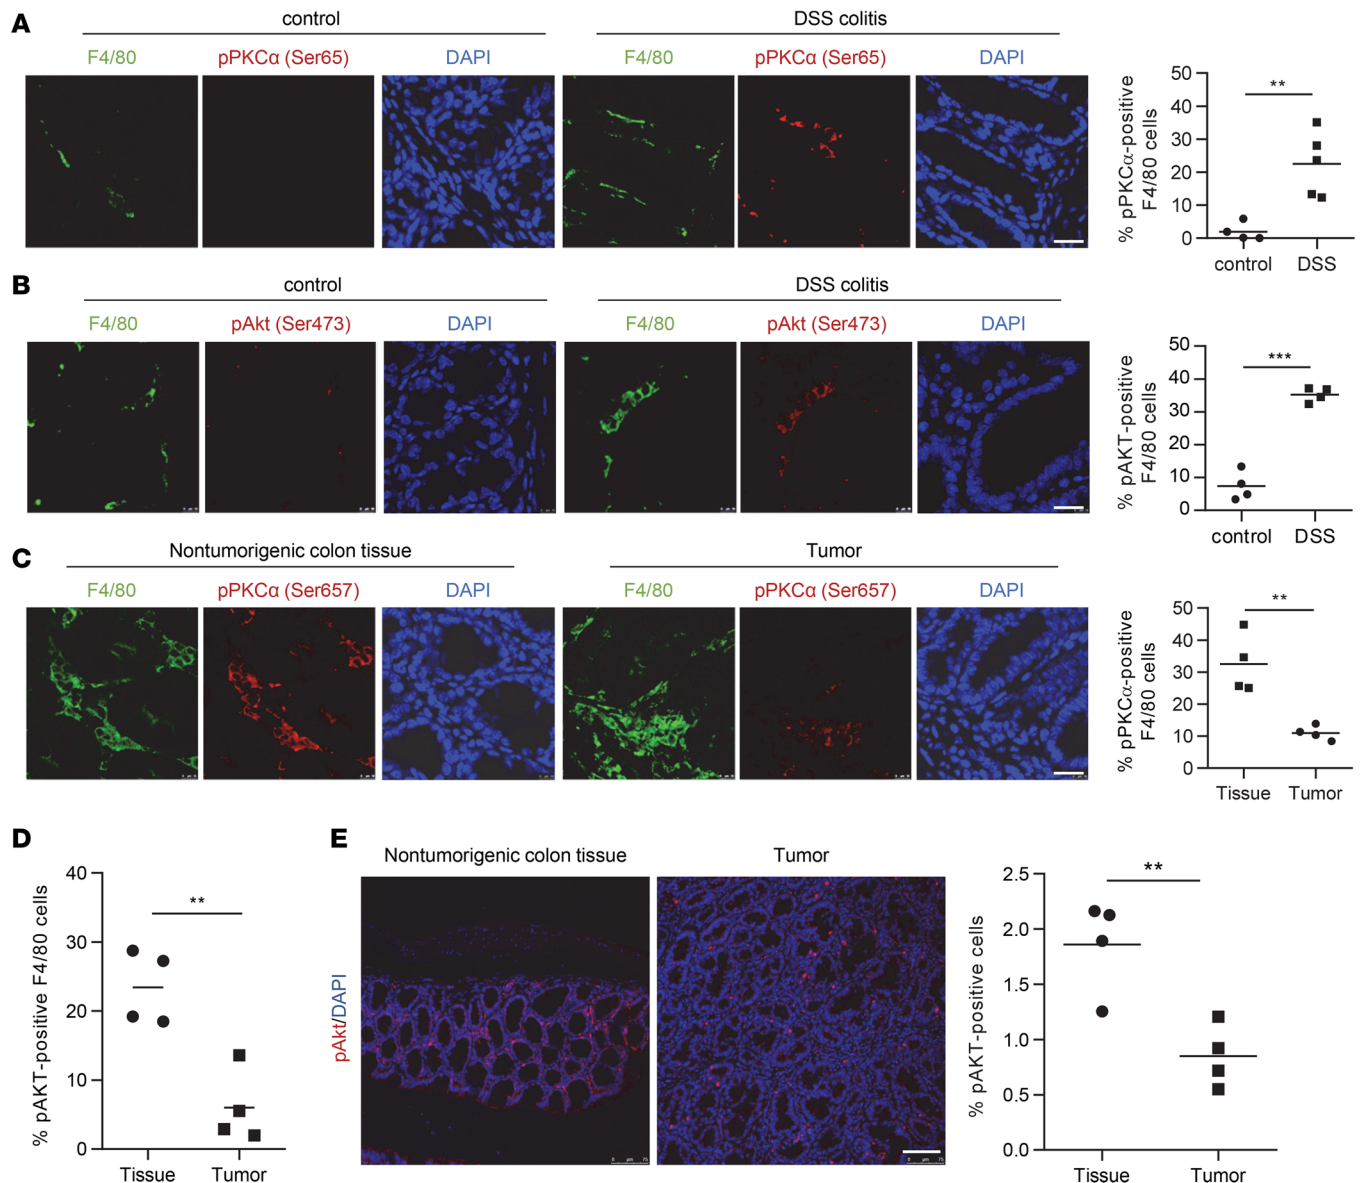 A
control
DSS colitis
F4/80 pPKCα (Ser65) DAPI F4/80 pPKCα (Ser65) DAPI
% pPKCα-positive
F4/80 cells
50
40
30
20
10
0
**
control DSS
B
control
DSS colitis
F4/80 pAkt (Ser473) DAPI F4/80 pAkt (Ser473) DAPI
% pAKT-positive
F4/80 cells
50
40
30
20
10
0
***
control DSS
C
Nontumorigenic colon tissue
Tumor
F4/80 pPKCα (Ser657) DAPI F4/80 pPKCα (Ser657) DAPI
% pPKCα-positive
F4/80 cells
50
40
30
20
10
0
**
Tissue Tumor
D
% pAKT-positive F4/80 cells
40
30
20
10
0
**
Tissue Tumor
E
Nontumorigenic colon tissue
Tumor
pAkt/DAPI
0 µm 75
0 µm 75
% pAKT-positive cells
2.5
2.0
1.5
1.0
0.5
0.0
**
Tissue Tumor